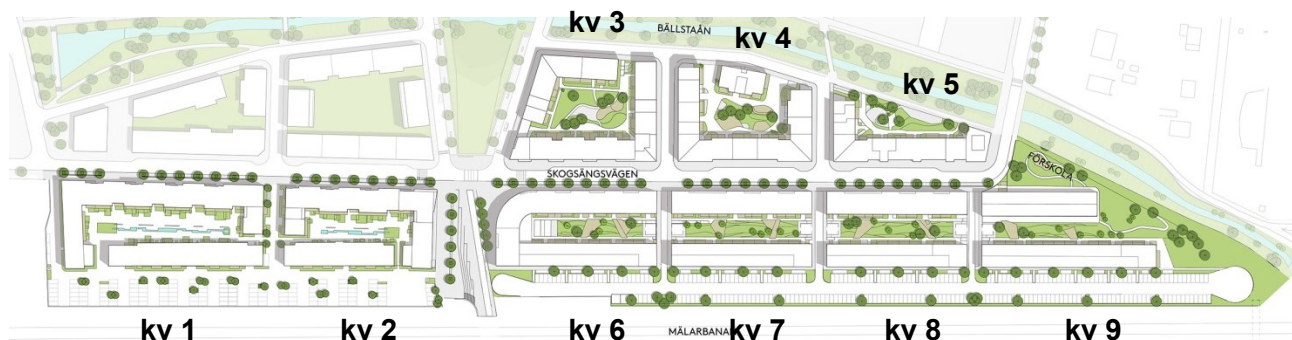 kv 3
BÄLLSTAÅN
kv 4
kv 5
FÖRSKOLA
SKOGSÄNGSVÄGEN
kv 1
kv 2
kv 6
MÄLARBANAN
kv 7
kv 8
kv 9